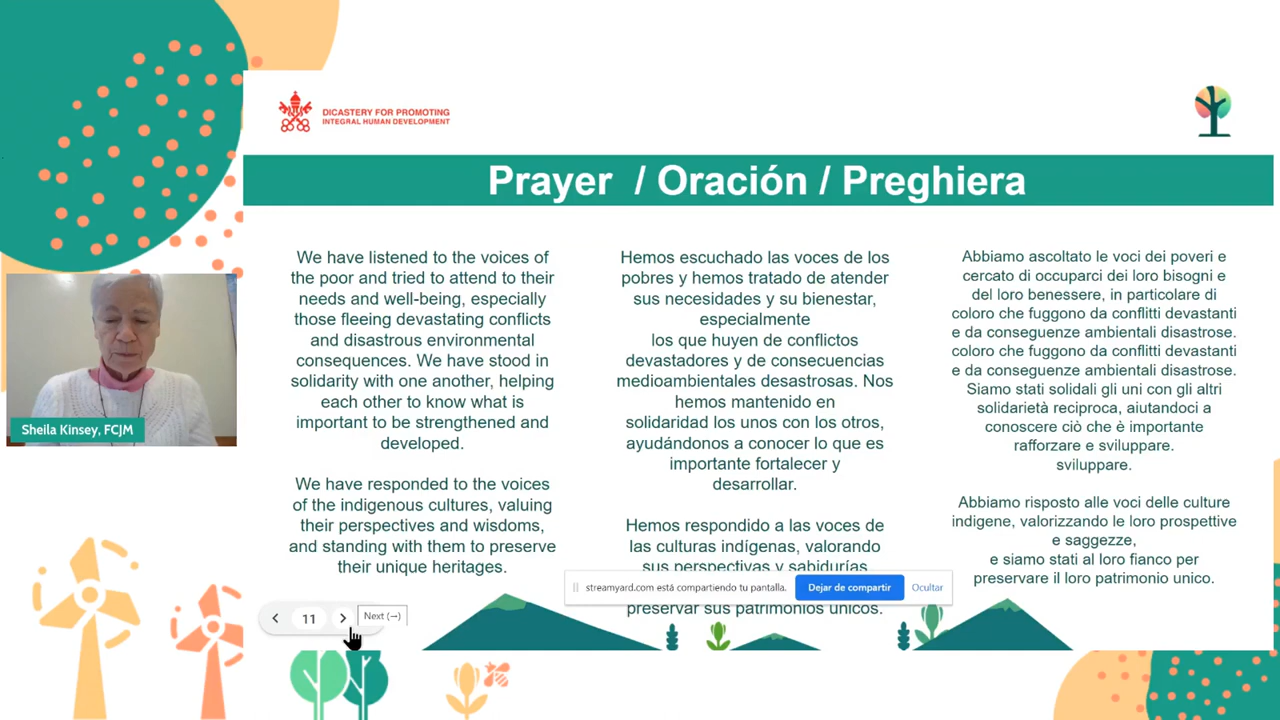 DICASTERY FOR PROMOTING
INTEGRAL HUMAN DEVELOPMENT
Prayer / Oración / Preghiera
We have listened to the voices of
the poor and tried to attend to their
needs and well-being, especially
those fleeing devastating conflicts
and disastrous environmental
consequences. We have stood in
solidarity with one another, helping
each other to know what is
important to be strengthened and
developed.
We have responded to the voices
of the indigenous cultures, valuing
their perspectives and wisdoms,
and standing with them to preserve
their unique heritages.
Hemos escuchado las voces de los
pobres y hemos tratado de atender
sus necesidades y su bienestar,
especialmente
los que huyen de conflictos
devastadores y de consecuencias
medioambientales desastrosas. Nos
hemos mantenido en
solidaridad los unos con los otros,
ayudándonos a conocer lo que es
importante fortalecer y
desarrollar.
Hemos respondido a las voces de
las culturas indígenas, valorando
sus perspectivas y sabidurías
preservar sus patrimonios únicos.
Abbiamo ascoltato le voci dei poveri e
cercato di occuparci dei loro bisogni e
del loro benessere, in particolare di
coloro che fuggono da conflitti devastanti
e da conseguenze ambientali disastrose.
coloro che fuggono da conflitti devastanti
e da conseguenze ambientali disastrose.
Siamo stati solidali gli uni con gli altri
solidarietà reciproca, aiutandoci a
conoscere ciò che è importante
rafforzare e sviluppare.
sviluppare.
Abbiamo risposto alle voci delle culture
indigene, valorizzando le loro prospettive
e saggezze,
e siamo stati al loro fianco per
preservare il loro patrimonio unico.
Sheila Kinsey, FCJM
streamyard.com está compartiendo tu pantalla.
Dejar de compartir
Ocultar
11
Next (→)